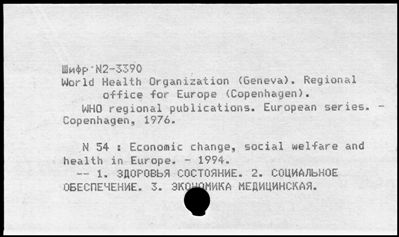 Шифр N2-3390
World Health Organization (Geneva). Regional
office for Europe (Copenhagen).
WHO regional publications. European series. -
Copenhagen, 1976.
N 54 : Economic change, social welfare and
health in Europe. - 1994.
-- 1. ЗДОРОВЬЯ СОСТОЯНИЕ. 2. СОЦИАЛЬНОЕ
ОБЕСПЕЧЕНИЕ. 3. ЭКОНОМИКА МЕДИЦИНСКАЯ.